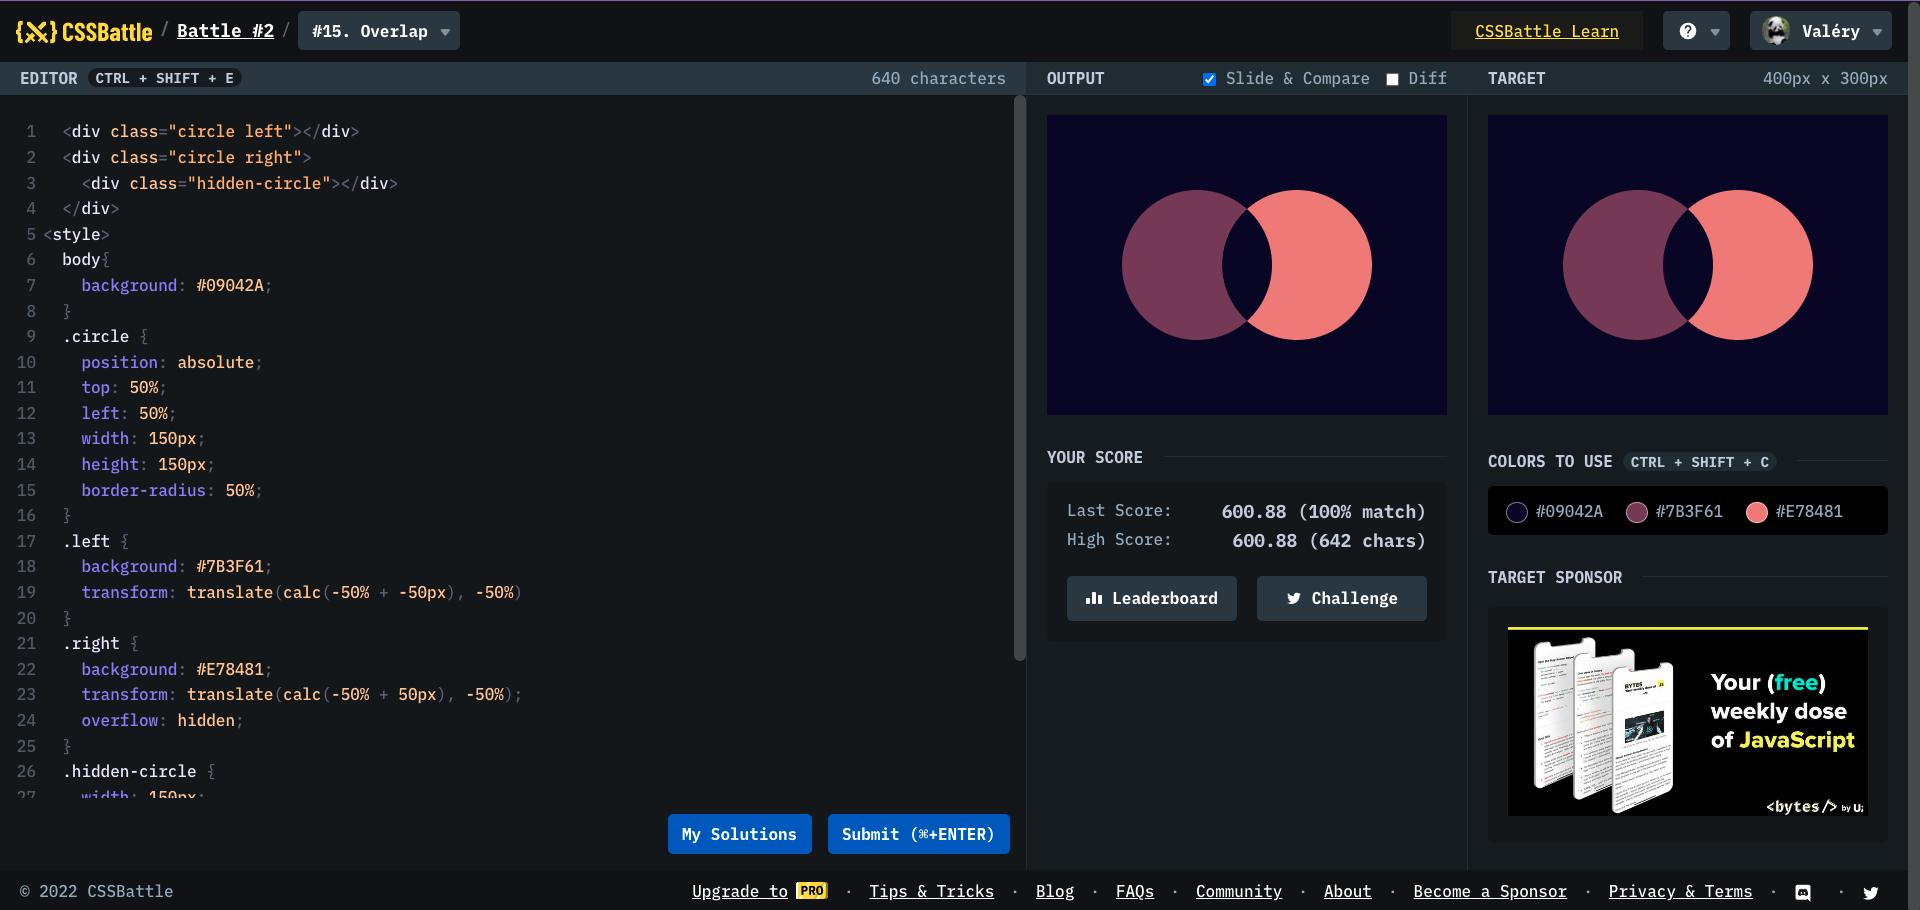 CSSBattle / Battle #2 / #15. Overlap
CSSBattle Learn
?
Valéry
EDITOR CTRL + SHIFT + E 640 characters
1 <div class="circle left"></div>
2 <div class="circle right">
3 <div class="hidden-circle"></div>
4 </div>
5 <style>
6 body{
7 background: #09042A;
8 }
9 .circle {
10 position: absolute;
11 top: 50%;
12 left: 50%;
13 width: 150px;
14 height: 150px;
15 border-radius: 50%;
16 }
17 .left {
18 background: #7B3F61;
19 transform: translate(calc(-50% + -50px), -50%)
20 }
21 .right {
22 background: #E78481;
23 transform: translate(calc(-50% + 50px), -50%);
24 overflow: hidden;
25 }
26 .hidden-circle {
27 width: 150px;
My Solutions
Submit (⌘+ENTER)
OUTPUT Slide & Compare Diff
YOUR SCORE
Last Score: 600.88 (100% match)
High Score: 600.88 (642 chars)
Leaderboard
Challenge
TARGET 400px x 300px
COLORS TO USE CTRL + SHIFT + C
#09042A #7B3F61 #E78481
TARGET SPONSOR
BYTES
Your (free)
weekly dose
of JavaScript
<bytes/> by Ui
© 2022 CSSBattle
Upgrade to PRO · Tips & Tricks · Blog · FAQs · Community · About · Become a Sponsor · Privacy & Terms · ·